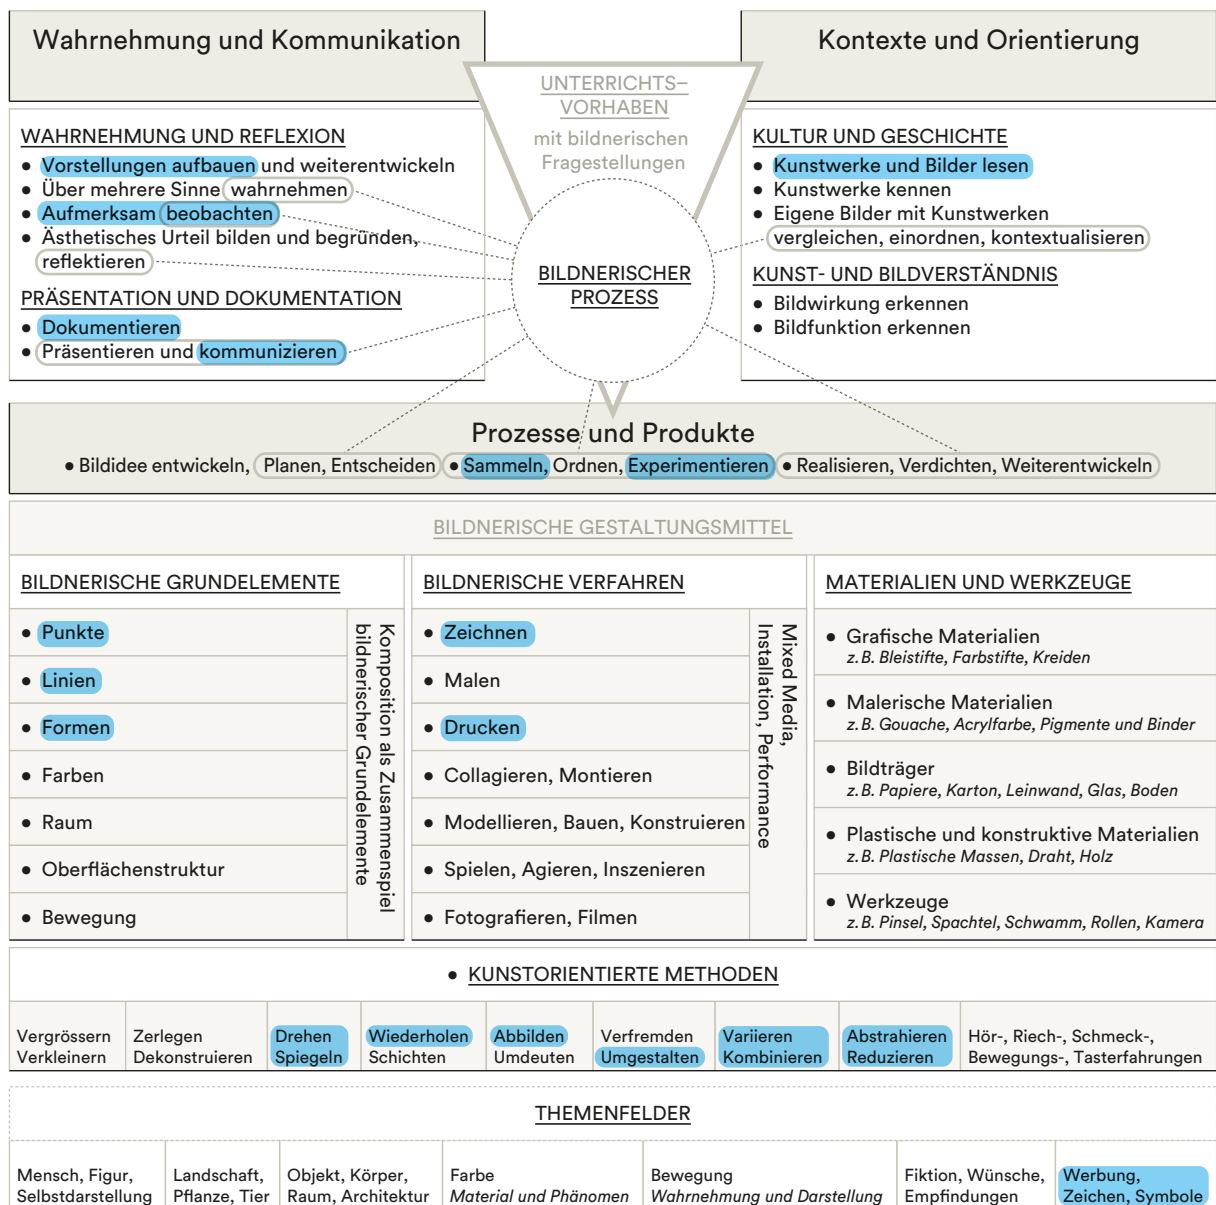 Wahrnehmung und Kommunikation
Kontexte und Orientierung
UNTERRICHTS–
VORHABEN
mit bildnerischen
Fragestellungen
WAHRNEHMUNG UND REFLEXION
• Vorstellungen aufbauen und weiterentwickeln
• Über mehrere Sinne wahrnehmen
• Aufmerksam beobachten
• Ästhetisches Urteil bilden und begründen,
reflektieren
PRÄSENTATION UND DOKUMENTATION
• Dokumentieren
• Präsentieren und kommunizieren
BILDNERISCHER
PROZESS
KULTUR UND GESCHICHTE
• Kunstwerke und Bilder lesen
• Kunstwerke kennen
• Eigene Bilder mit Kunstwerken
vergleichen, einordnen, kontextualisieren
KUNST- UND BILDVERSTÄNDNIS
• Bildwirkung erkennen
• Bildfunktion erkennen
Prozesse und Produkte
• Bildidee entwickeln, Planen, Entscheiden • Sammeln, Ordnen, Experimentieren • Realisieren, Verdichten, Weiterentwickeln
BILDNERISCHE GESTALTUNGSMITTEL
BILDNERISCHE GRUNDELEMENTE
• Punkte
• Linien
• Formen
• Farben
• Raum
• Oberflächenstruktur
• Bewegung
Komposition als Zusammenspiel
bildnerischer Grundelemente
BILDNERISCHE VERFAHREN
• Zeichnen
• Malen
• Drucken
• Collagieren, Montieren
• Modellieren, Bauen, Konstruieren
• Spielen, Agieren, Inszenieren
• Fotografieren, Filmen
Mixed Media,
Installation, Performance
MATERIALIEN UND WERKZEUGE
• Grafische Materialien
z. B. Bleistifte, Farbstifte, Kreiden
• Malerische Materialien
z. B. Gouache, Acrylfarbe, Pigmente und Binder
• Bildträger
z. B. Papiere, Karton, Leinwand, Glas, Boden
• Plastische und konstruktive Materialien
z. B. Plastische Massen, Draht, Holz
• Werkzeuge
z. B. Pinsel, Spachtel, Schwamm, Rollen, Kamera
• KUNSTORIENTIERTE METHODEN
Vergrössern
Verkleinern
Zerlegen
Dekonstruieren
Drehen
Spiegeln
Wiederholen
Schichten
Abbilden
Umdeuten
Verfremden
Umgestalten
Variieren
Kombinieren
Abstrahieren
Reduzieren
Hör-, Riech-, Schmeck-,
Bewegungs-, Tasterfahrungen
THEMENFELDER
Mensch, Figur,
Selbstdarstellung
Landschaft,
Pflanze, Tier
Objekt, Körper,
Raum, Architektur
Farbe
Material und Phänomen
Bewegung
Wahrnehmung und Darstellung
Fiktion, Wünsche,
Empfindungen
Werbung,
Zeichen, Symbole